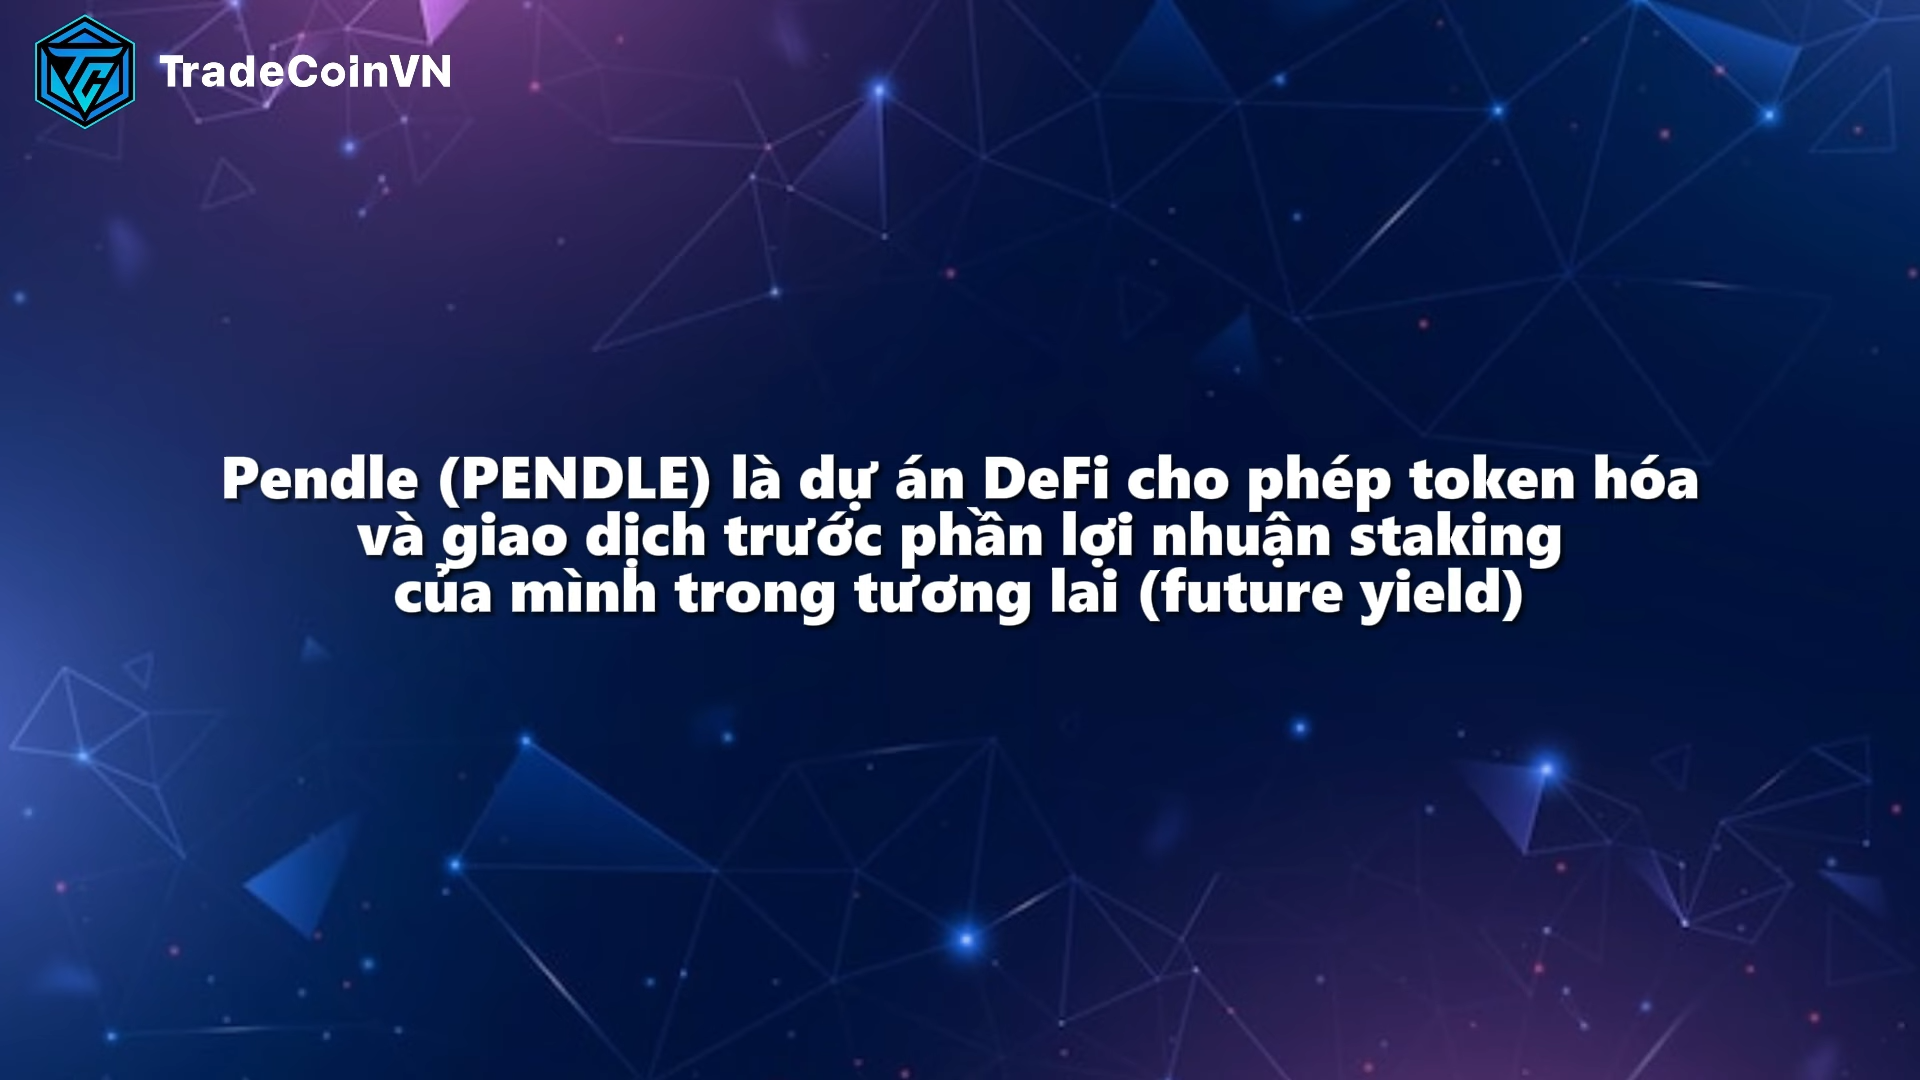 TradeCoinVN
Pendle (PENDLE) là dự án DeFi cho phép token hóa
và giao dịch trước phần lợi nhuận staking
của mình trong tương lai (future yield)